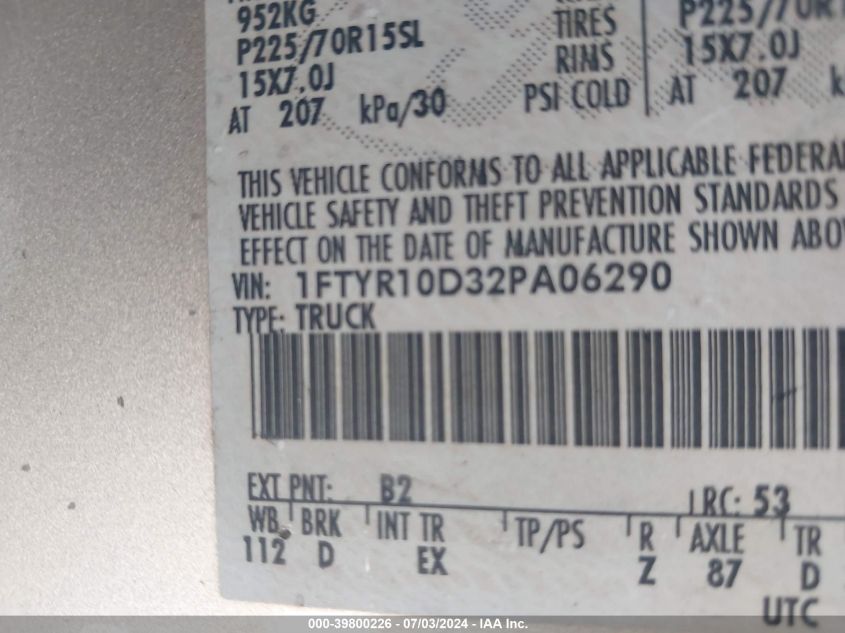 952KG TIRES P225/70R1
P225/70R15SL RIMS 15X7.0J
15X7.0J PSI COLD AT 207
AT 207 kPa/30
THIS VEHICLE CONFORMS TO ALL APPLICABLE FEDERA
VEHICLE SAFETY AND THEFT PREVENTION STANDARDS
EFFECT ON THE DATE OF MANUFACTURE SHOWN ABO
VIN: 1FTYR10D32PA06290
TYPE: TRUCK
EXT PNT: B2 RC: 53
WB BRK INT TR TP/PS R AXLE TR
112 D EX Z 87 D
UTC
000-39800226 - 07/03/2024 - IAA Inc.